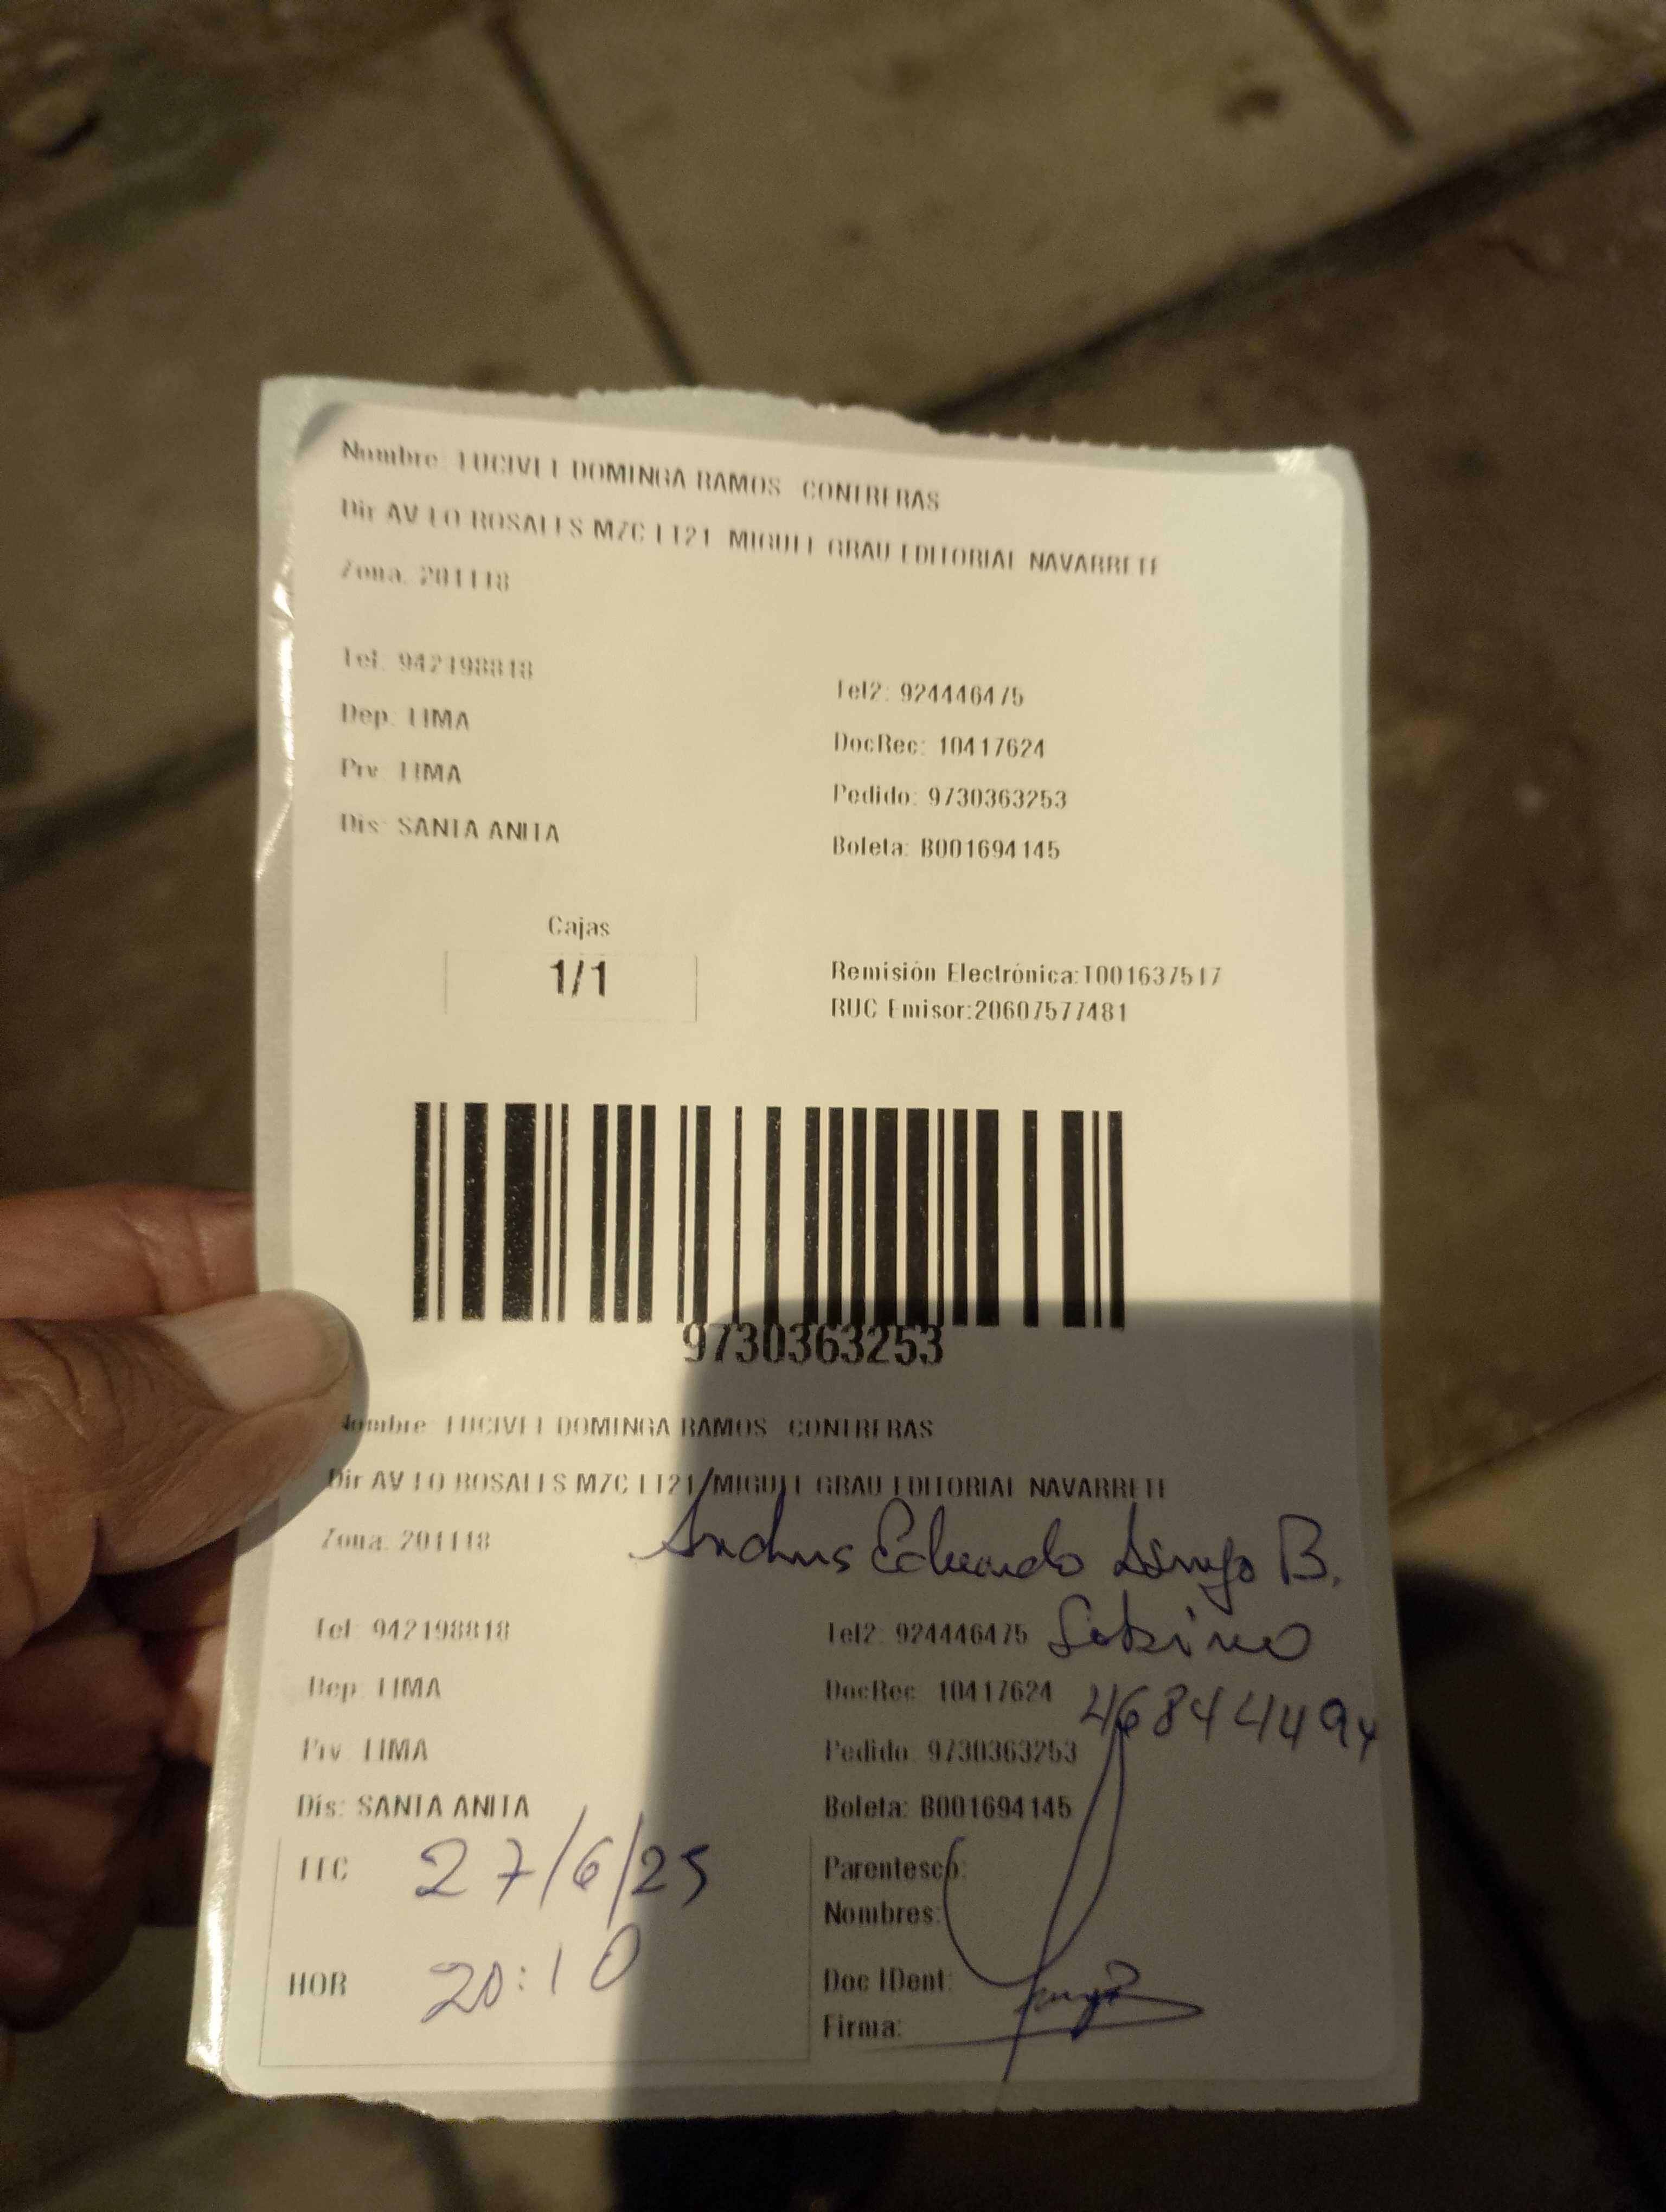 Nombre: LUCIVET DOMINGA RAMOS CONTRERAS
Dir AV LO ROSALES MZC LT21 MIGUEL GRAU EDITORIAL NAVARRETE
Zona: 201118
Tel: 942198818
Tel2: 924446475
Dep: LIMA
DocRec: 10417624
Prv: LIMA
Pedido: 9730363253
Dis: SANTA ANITA
Boleta: B001694145
Cajas
1/1
Remisión Electrónica:T001637517
RUC Emisor:20607577481
9730363253
Nombre: LUCIVET DOMINGA RAMOS CONTRERAS
Dir AV LO ROSALES MZC LT21 MIGUEL GRAU EDITORIAL NAVARRETE
Zona: 201118
Eduardo B.
Tel: 942198818
Tel2: 924446475 Sobrino
Dep: LIMA
DocRec: 10417624 46844494
Prv: LIMA
Pedido: 9730363253
Dis: SANTA ANITA
Boleta: B001694145
27/6/25
Parentesco:
Nombres:
HOR 20:10
Doc IDent:
Firma: